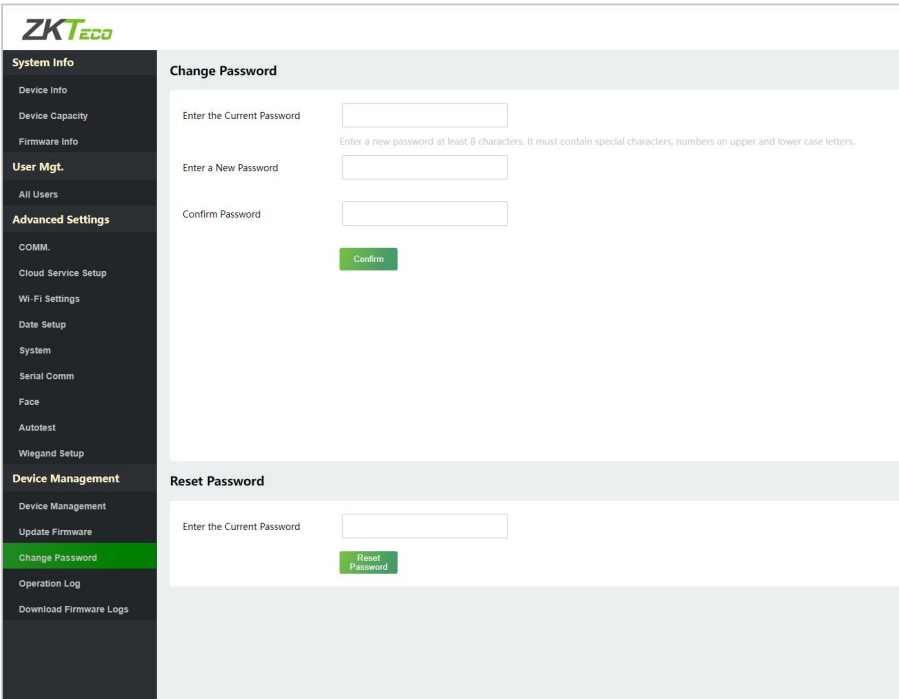 ZKTeco
System Info
Device Info
Device Capacity
Firmware Info
User Mgt.
All Users
Advanced Settings
COMM.
Cloud Service Setup
Wi-Fi Settings
Date Setup
System
Serial Comm
Face
Autotest
Wiegand Setup
Device Management
Device Management
Update Firmware
Change Password
Operation Log
Download Firmware Logs
Change Password
Enter the Current Password
Enter a new password at least 8 characters. It must contain special characters, numbers an upper and lower case letters.
Enter a New Password
Confirm Password
Confirm
Reset Password
Enter the Current Password
Reset
Password